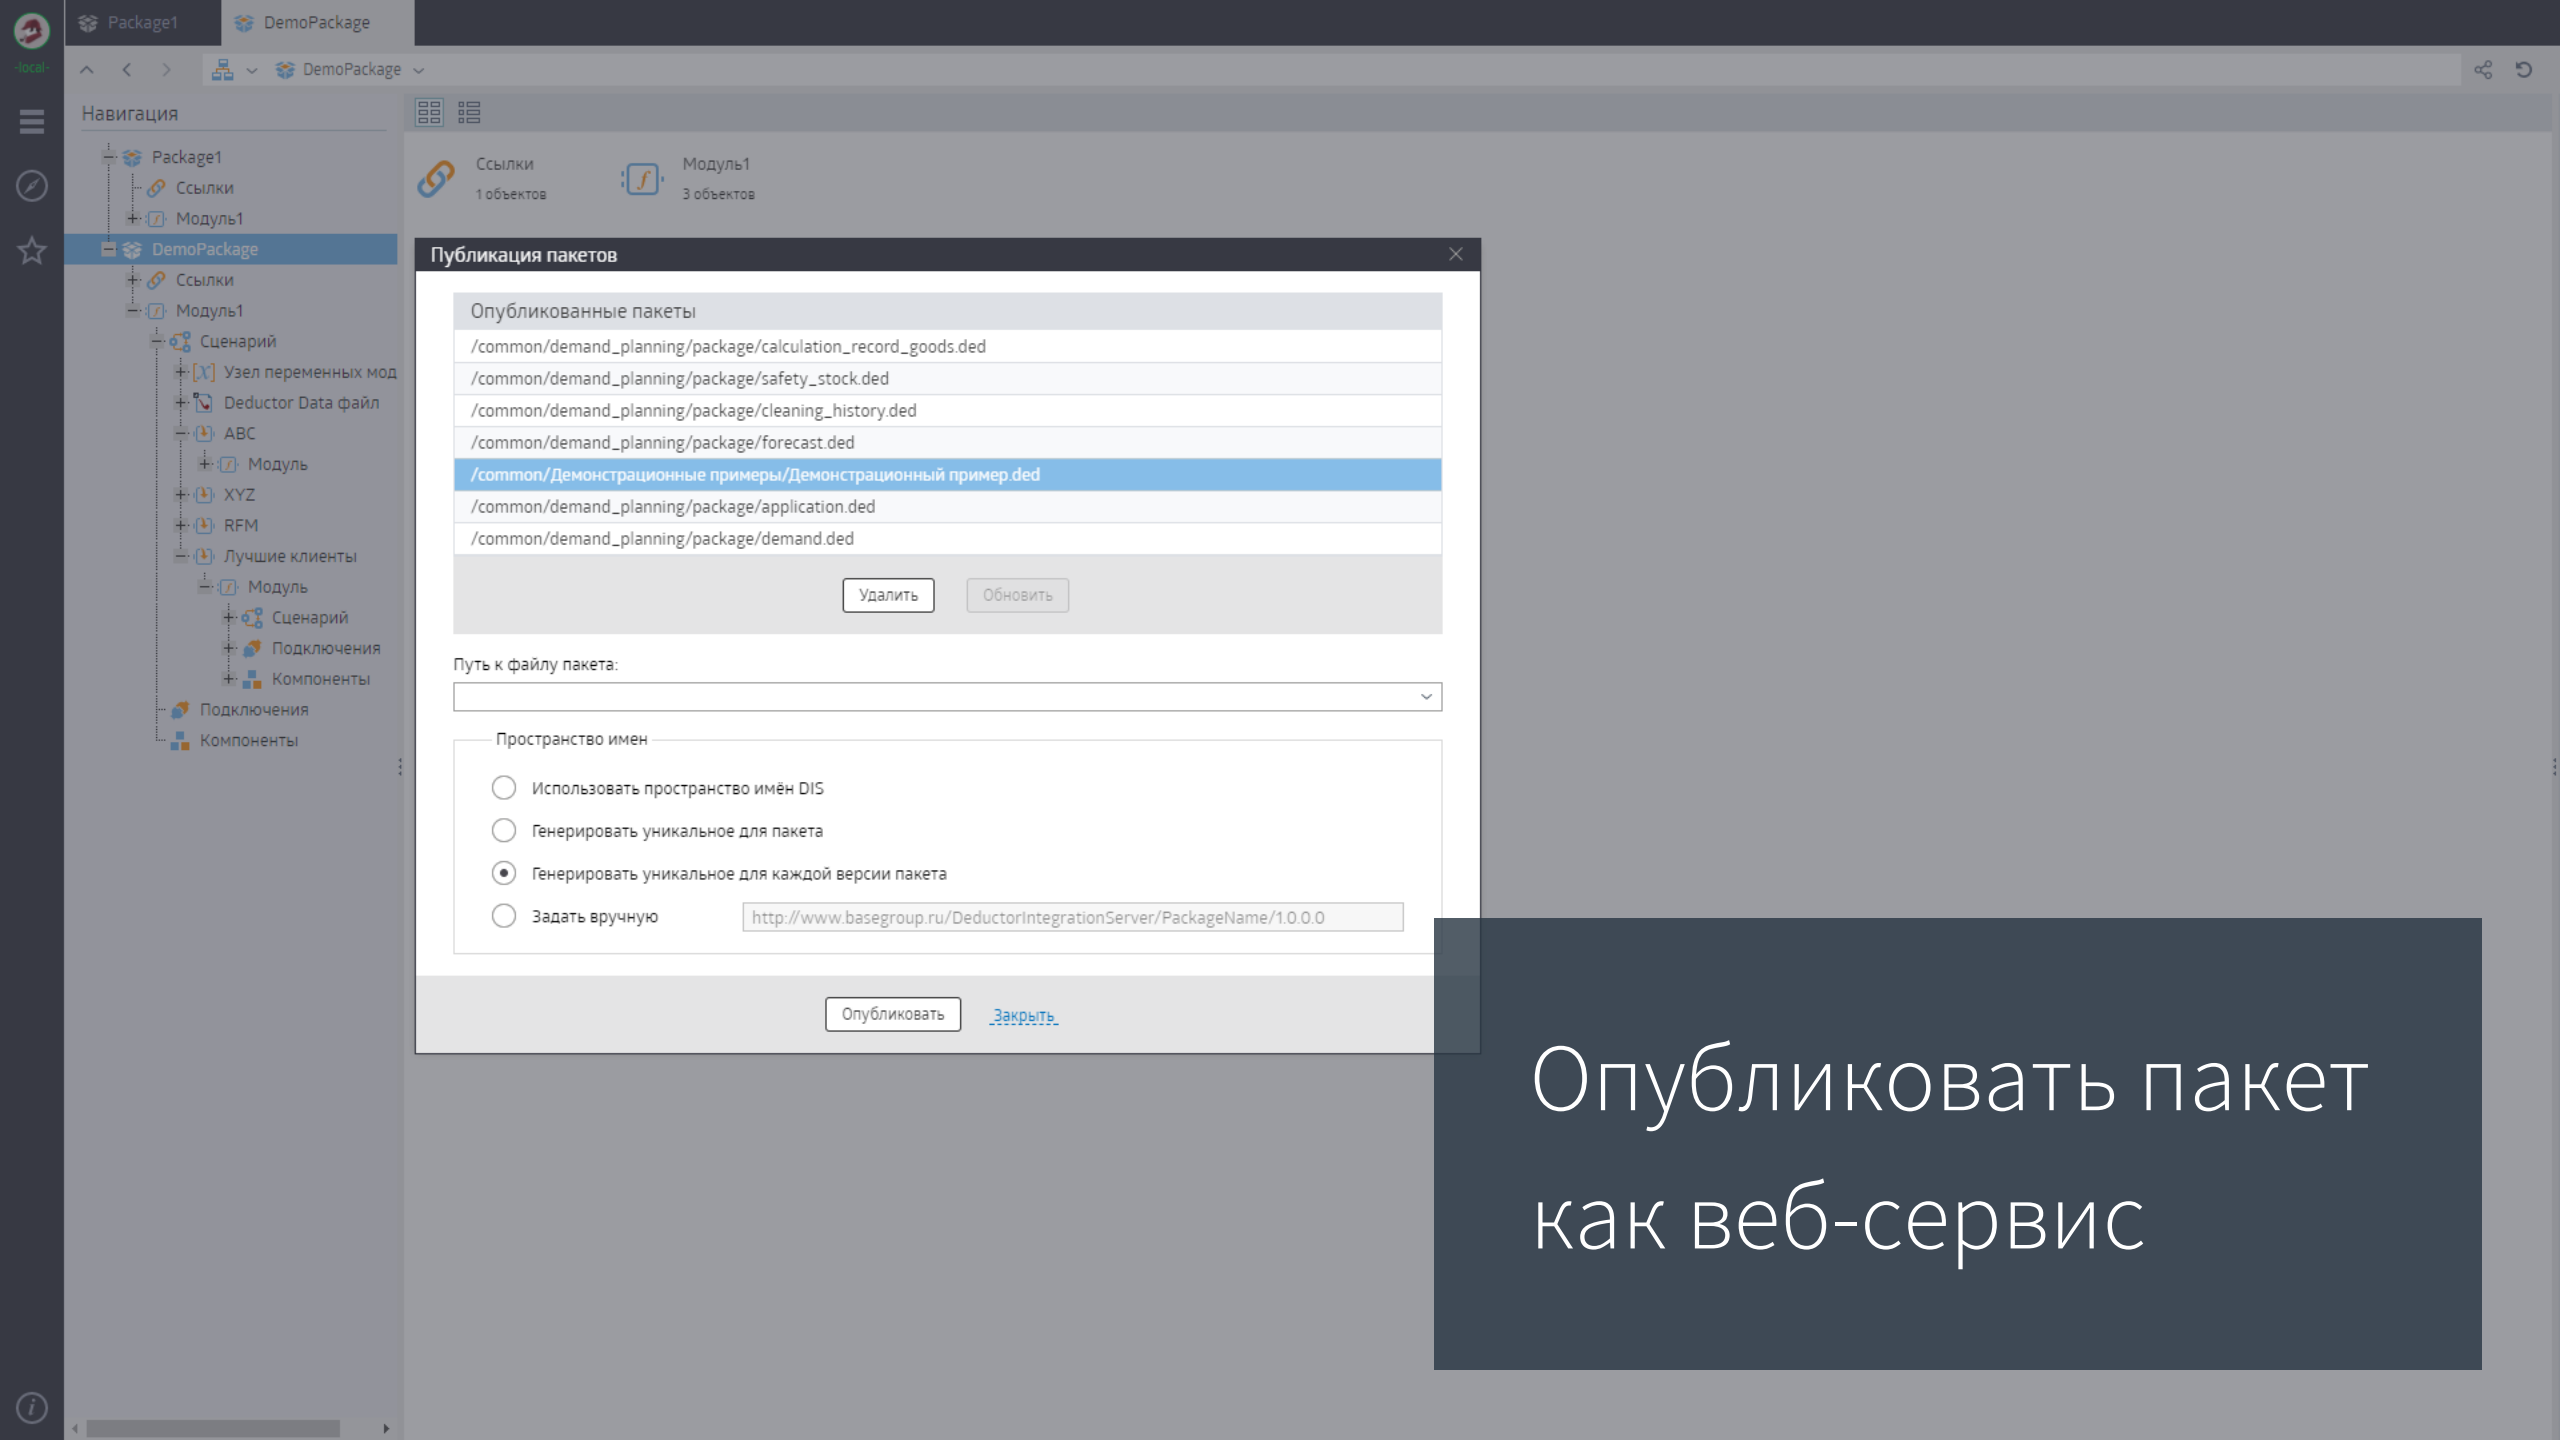 Package1
DemoPackage
-local-
DemoPackage
Навигация
Package1
Ссылки
Модуль1
DemoPackage
Ссылки
Модуль1
Сценарий
Узел переменных мод
Deductor Data файл
ABC
Модуль
XYZ
RFM
Лучшие клиенты
Модуль
Сценарий
Подключения
Компоненты
Подключения
Компоненты
Ссылки
1 объектов
Модуль1
3 объектов
Публикация пакетов
Опубликованные пакеты
/common/demand_planning/package/calculation_record_goods.ded
/common/demand_planning/package/safety_stock.ded
/common/demand_planning/package/cleaning_history.ded
/common/demand_planning/package/forecast.ded
/common/Демонстрационные примеры/Демонстрационный пример.ded
/common/demand_planning/package/application.ded
/common/demand_planning/package/demand.ded
Удалить
Обновить
Путь к файлу пакета:
Пространство имен
Использовать пространство имён DIS
Генерировать уникальное для пакета
Генерировать уникальное для каждой версии пакета
Задать вручную
http://www.basegroup.ru/DeductorIntegrationServer/PackageName/1.0.0.0
Опубликовать
Закрыть
Опубликовать пакет
как веб-сервис